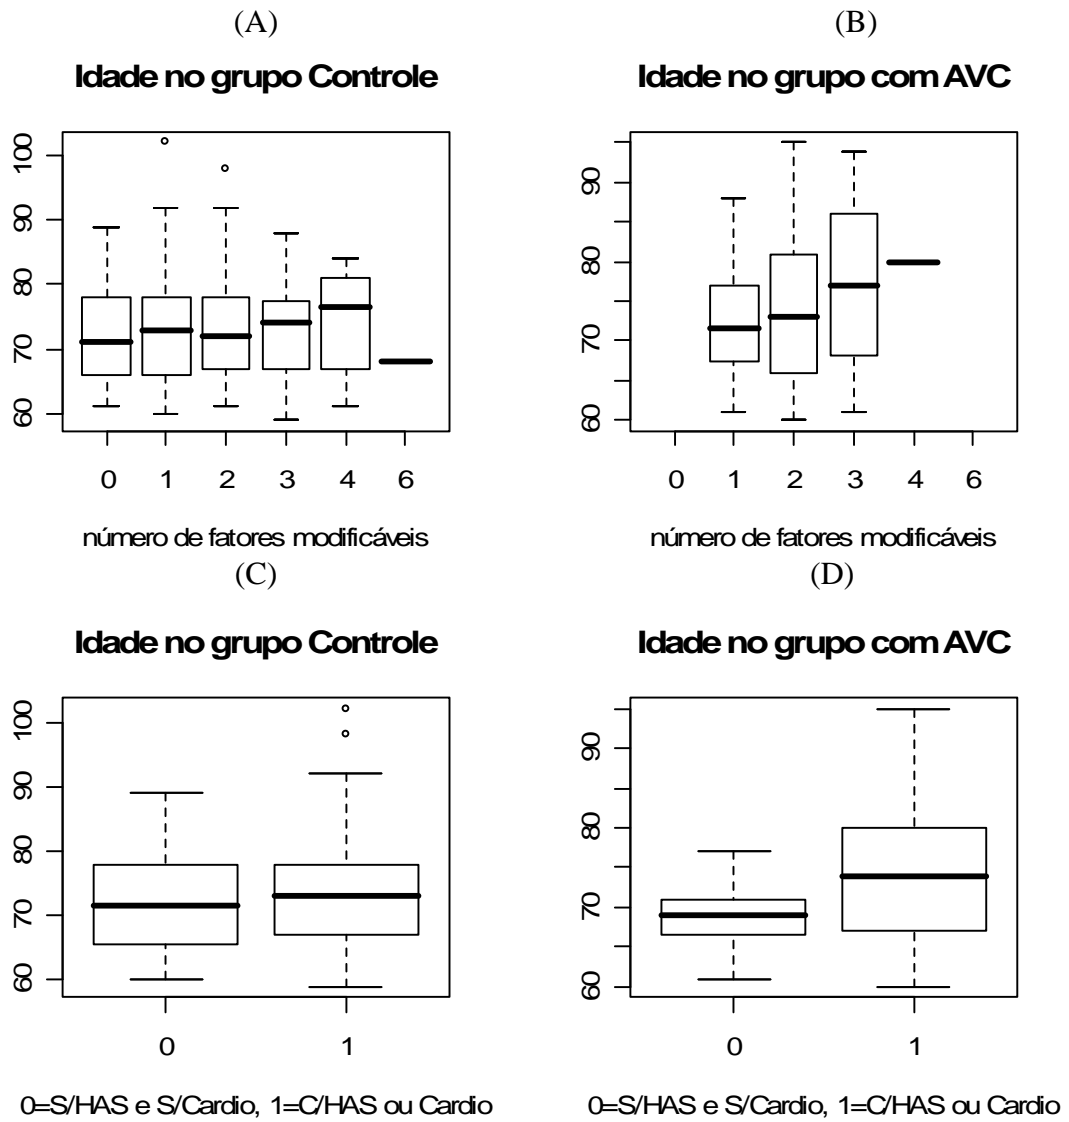 (A)
Idade no grupo Controle
100
90
80
70
60
0 1 2 3 4 6
número de fatores modificáveis
(B)
Idade no grupo com AVC
90
80
70
60
0 1 2 3 4 6
número de fatores modificáveis
(C)
Idade no grupo Controle
100
90
80
70
60
0 1
0=S/HAS e S/Cardio, 1=C/HAS ou Cardio
(D)
Idade no grupo com AVC
90
80
70
60
0 1
0=S/HAS e S/Cardio, 1=C/HAS ou Cardio